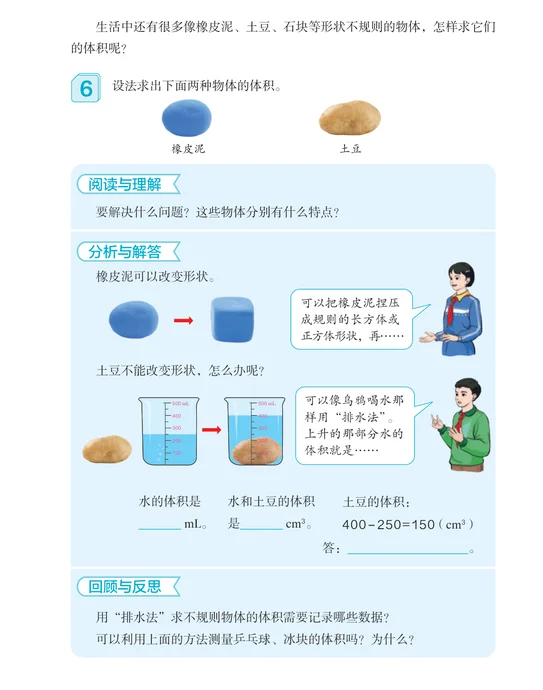 生活中还有很多像橡皮泥、土豆、石块等形状不规则的物体，怎样求它们
的体积呢？
6 设法求出下面两种物体的体积。
橡皮泥 土豆
阅读与理解
要解决什么问题？这些物体分别有什么特点？
分析与解答
橡皮泥可以改变形状。
可以把橡皮泥捏压
成规则的长方体或
正方体形状，再……
土豆不能改变形状，怎么办呢？
500 mL
400
300
200
100
500 mL
400
可以像乌鸦喝水那
样用“排水法”。
上升的那部分水的
体积就是……
水的体积是 水和土豆的体积 土豆的体积：
______ mL。 是______ cm³。 400-250=150（cm³）
答：__________________。
回顾与反思
用“排水法”求不规则物体的体积需要记录哪些数据？
可以利用上面的方法测量乒乓球、冰块的体积吗？为什么？